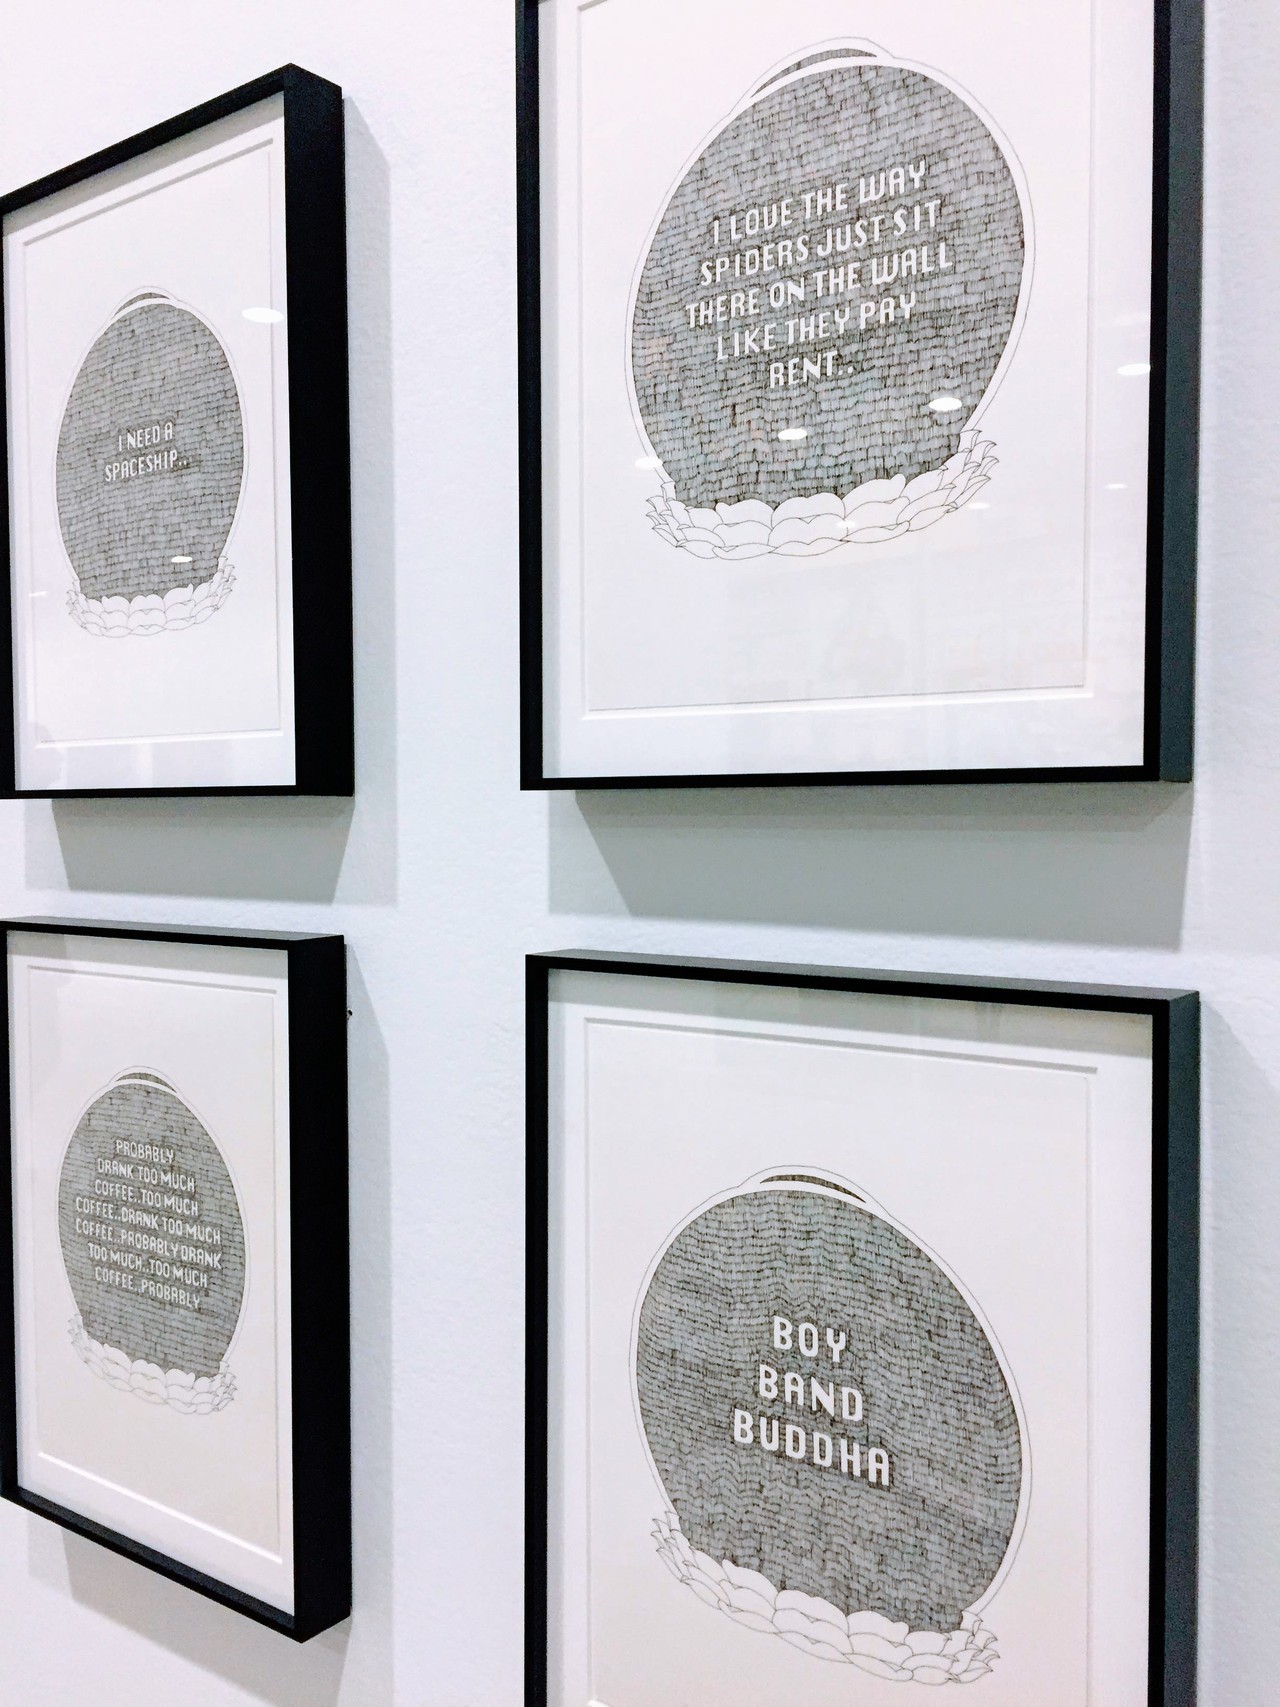 I NEED A
SPACESHIP..
I LOVE THE WAY
SPIDERS JUST SIT
THERE ON THE WALL
LIKE THEY PAY
RENT..
PROBABLY
DRANK TOO MUCH
COFFEE..TOO MUCH
COFFEE..DRANK TOO MUCH
COFFEE..PROBABLY DRANK
TOO MUCH..TOO MUCH
COFFEE..PROBABLY
BOY
BAND
BUDDHA